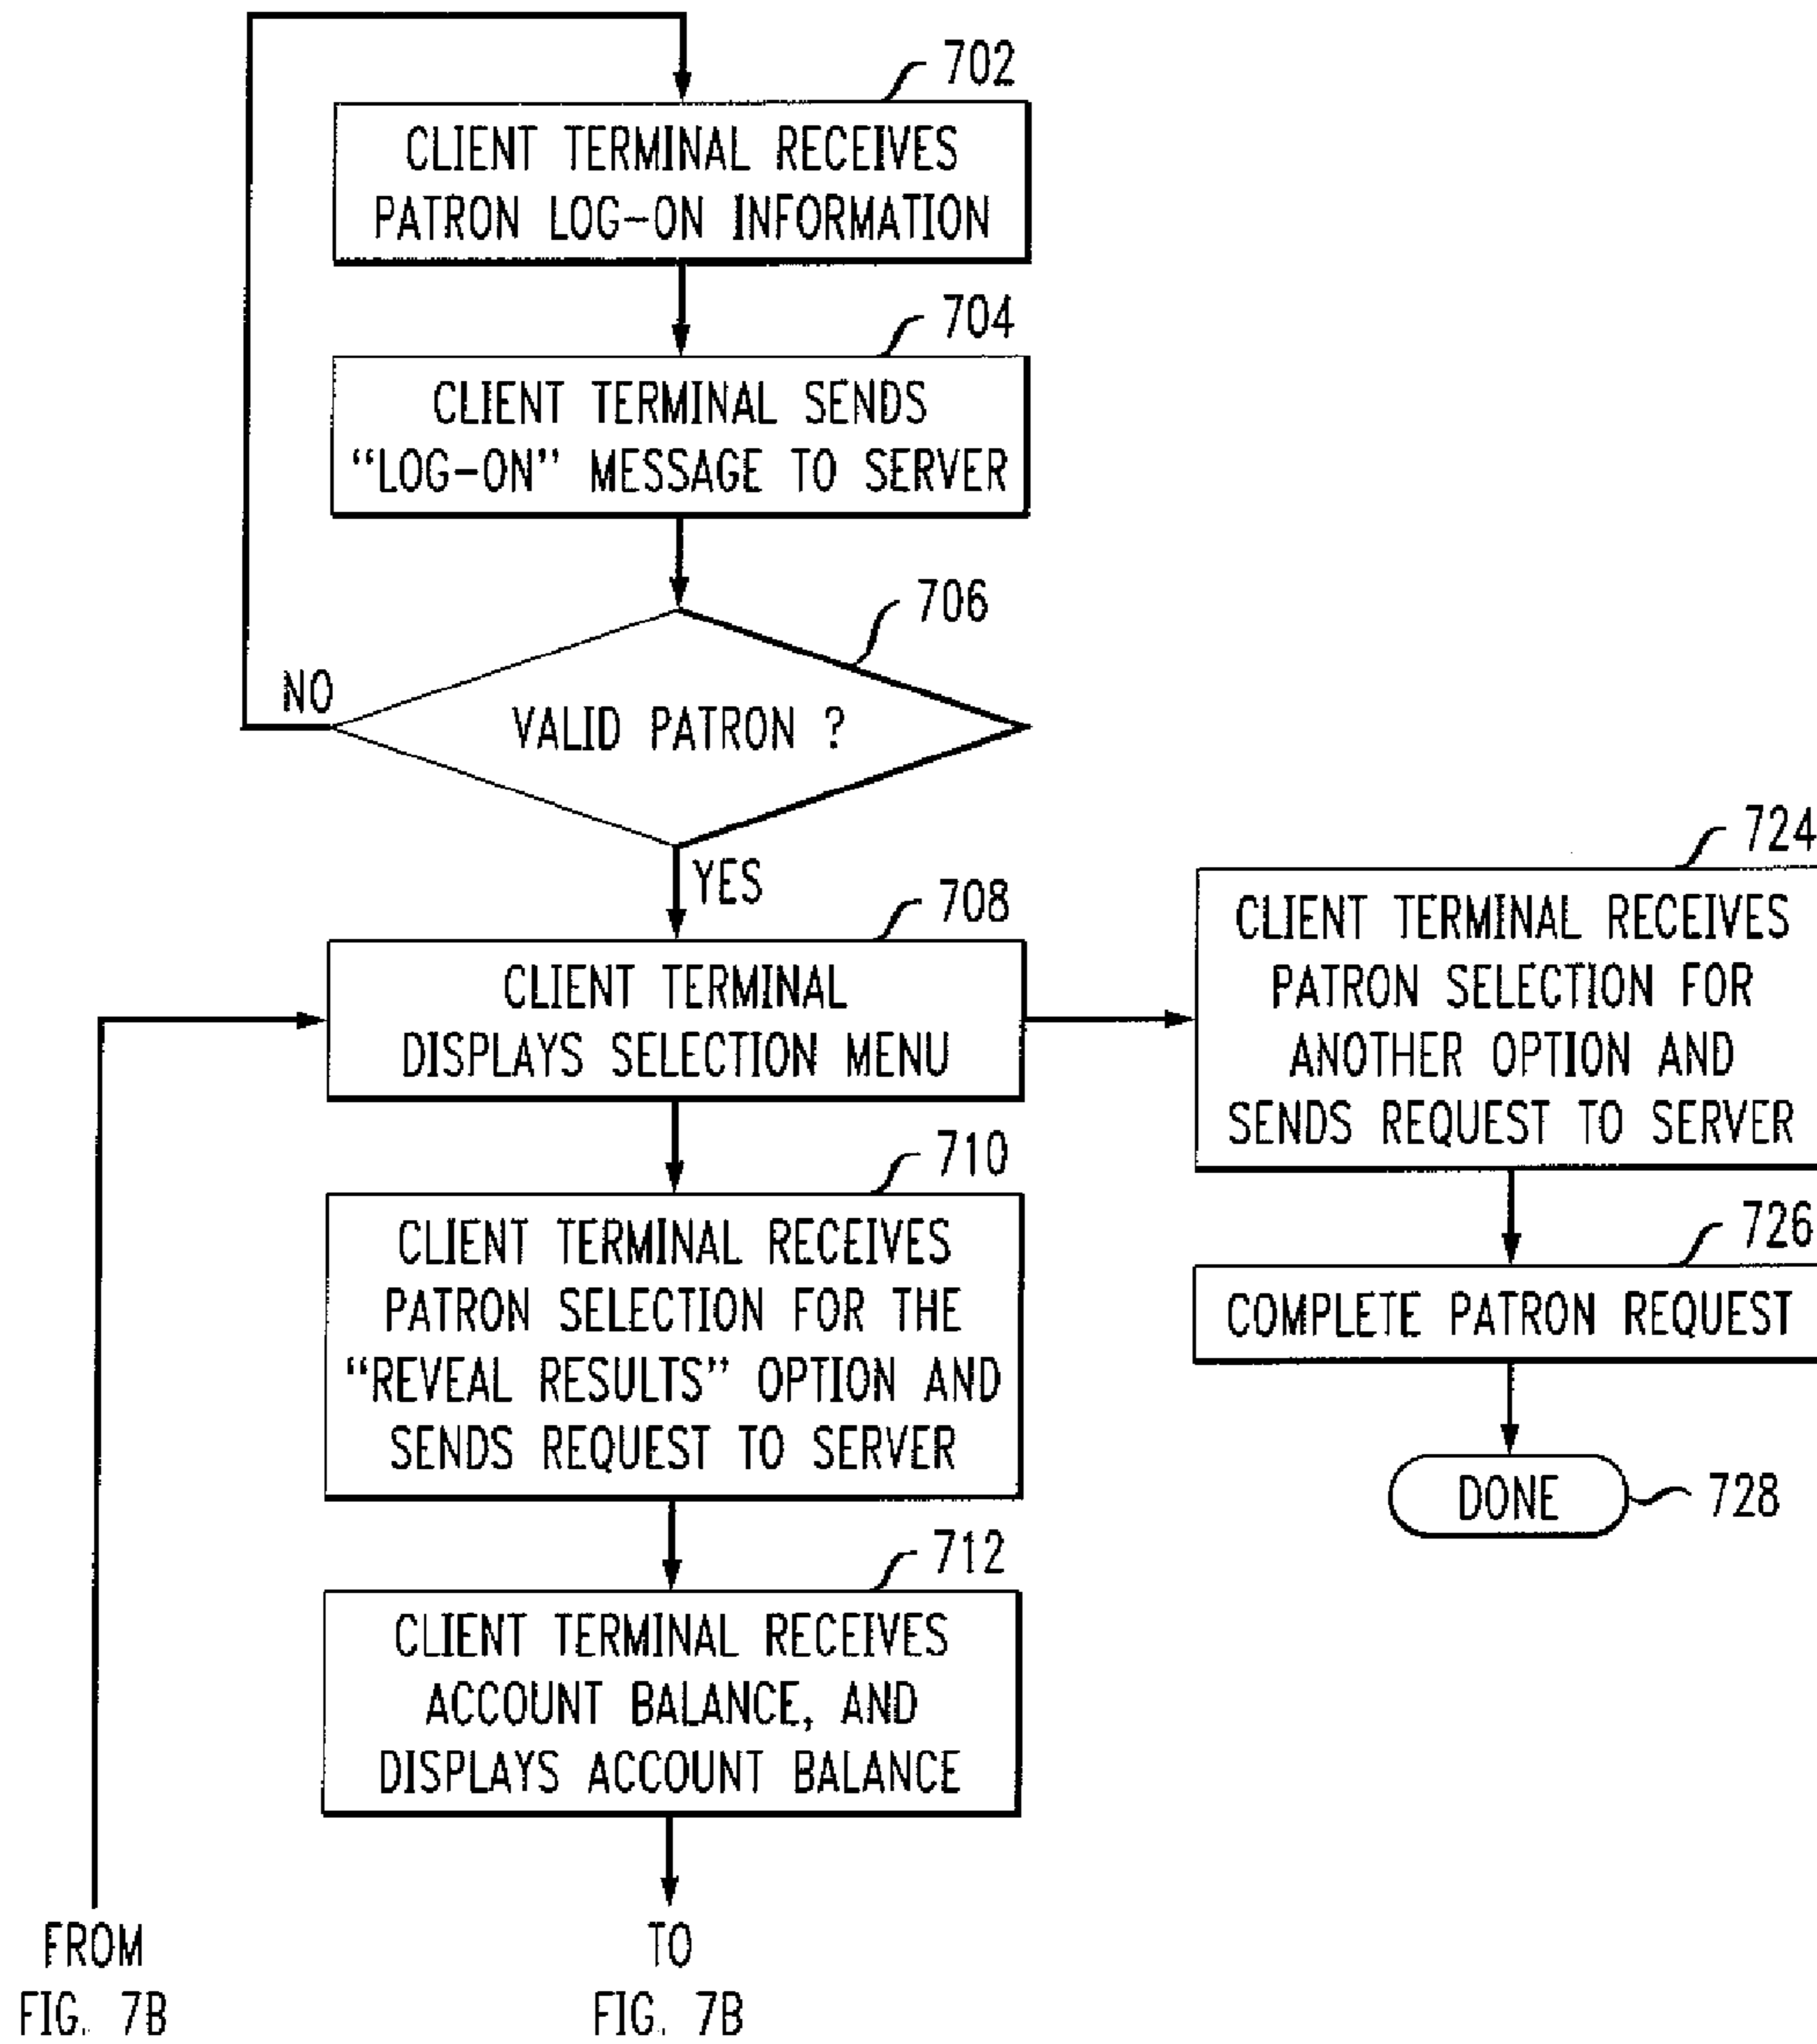 702
CLIENT TERMINAL RECEIVES
PATRON LOG-ON INFORMATION
704
CLIENT TERMINAL SENDS
“LOG-ON” MESSAGE TO SERVER
706
NO
VALID PATRON ?
YES
708
CLIENT TERMINAL
DISPLAYS SELECTION MENU
710
CLIENT TERMINAL RECEIVES
PATRON SELECTION FOR THE
“REVEAL RESULTS” OPTION AND
SENDS REQUEST TO SERVER
712
CLIENT TERMINAL RECEIVES
ACCOUNT BALANCE, AND
DISPLAYS ACCOUNT BALANCE
724
CLIENT TERMINAL RECEIVES
PATRON SELECTION FOR
ANOTHER OPTION AND
SENDS REQUEST TO SERVER
726
COMPLETE PATRON REQUEST
DONE
728
FROM
FIG. 7B
TO
FIG. 7B